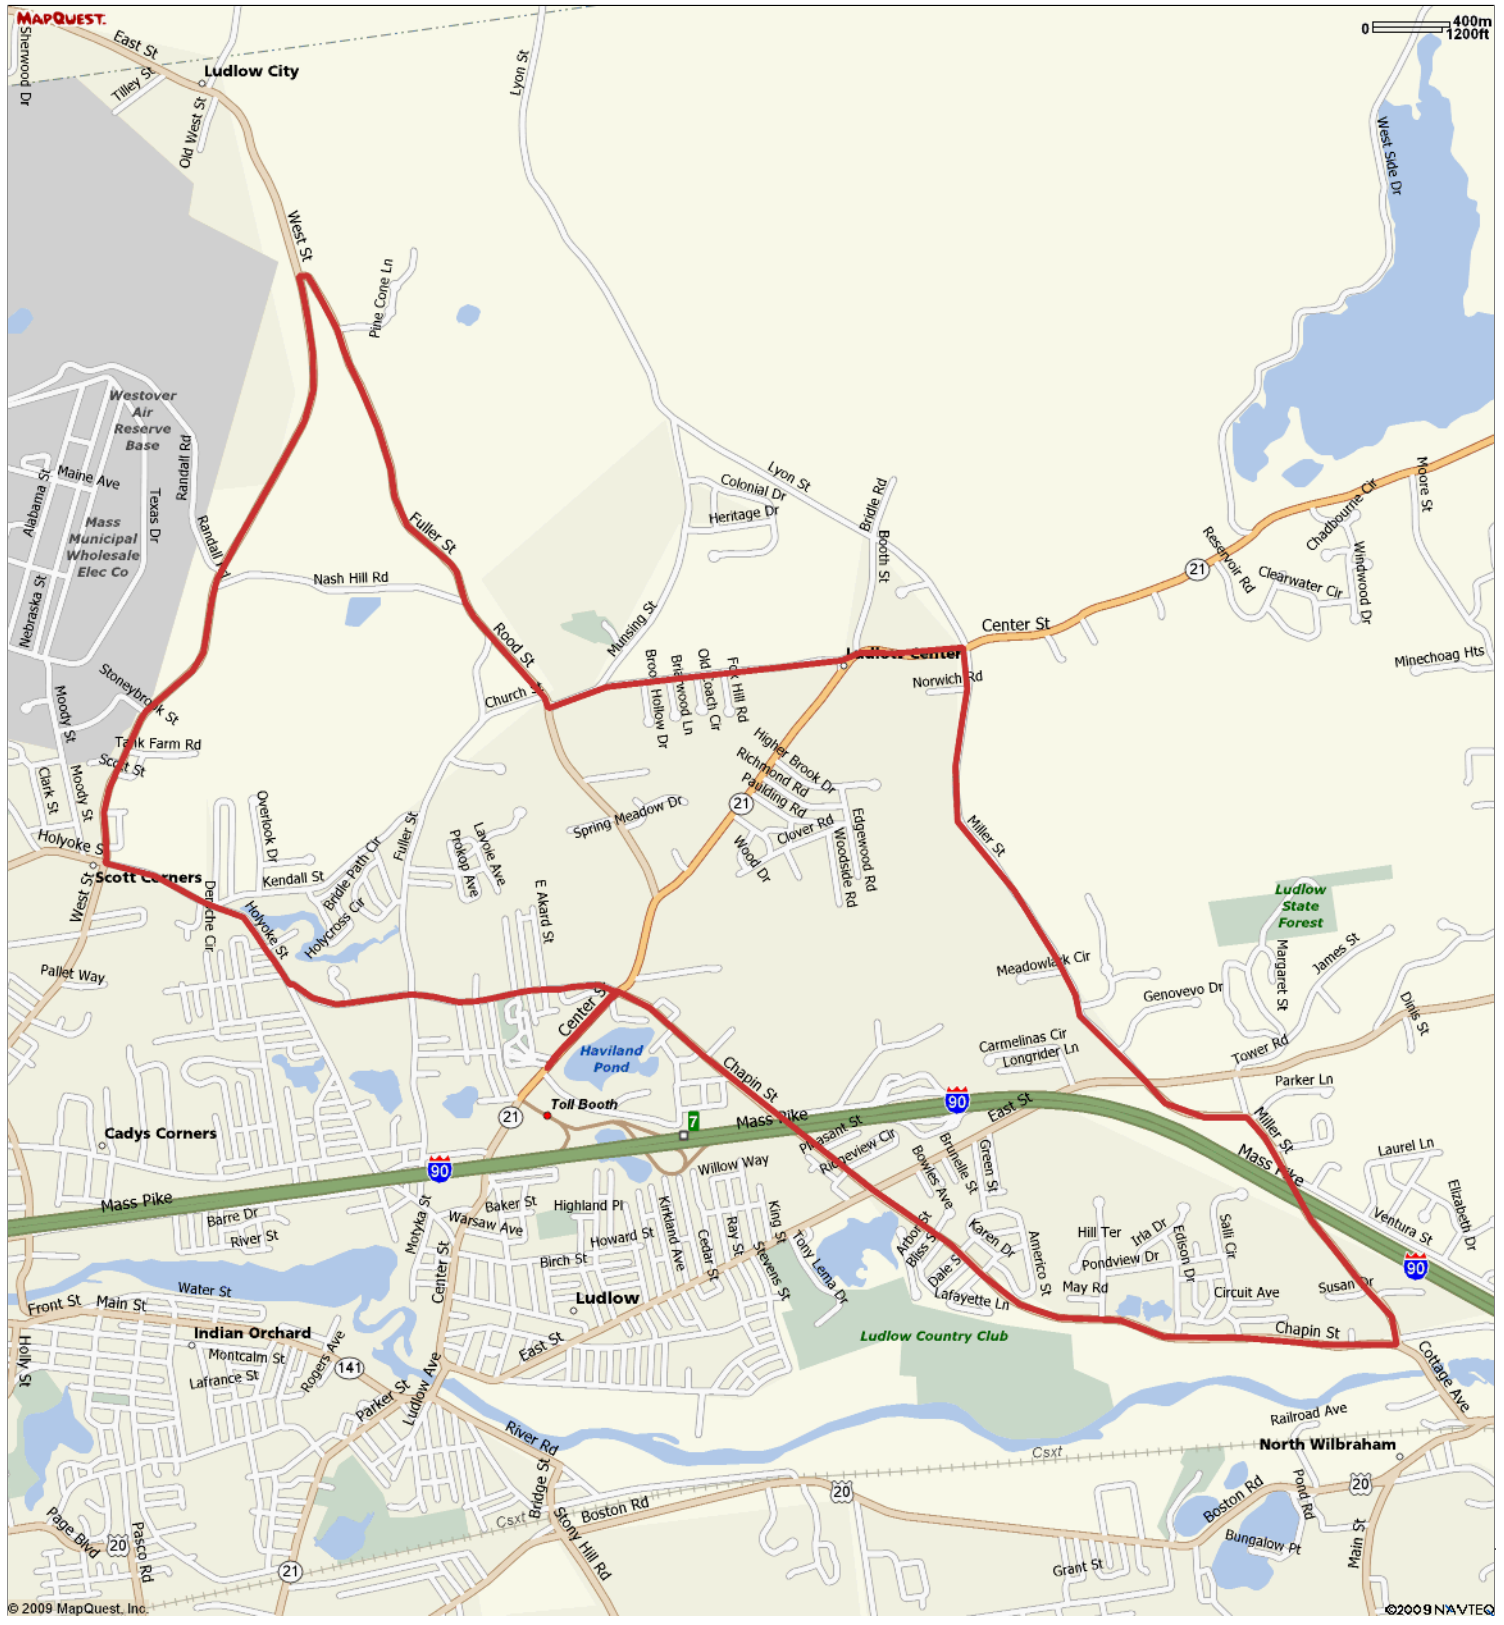 MAPQUEST.
0 400m
1200ft
Sherwood Dr
East St
Tilley St
Ludlow City
Old West St
Lyon St
West Side Dr
West St
Pine Cone Ln
Westover
Air
Reserve
Base
Randall Rd
Maine Ave
Alabama St
Texas Dr
Mass
Municipal
Wholesale
Elec Co
Nebraska St
Randall
Nash Hill Rd
Fuller St
Lyon St
Colonial Dr
Heritage Dr
Bridle Rd
Booth St
Moore St
Chadbourne Cir
Reservoir Rd
21
Clearwater Cir
Windwood Dr
Center St
Minechoag Hts
Rood St
Munsing St
Church
Ludlow Center
Norwich Rd
Brook Hollow Dr
Briarwood Ln
Old Coach Cir
Fox Hill Rd
Stoneybrook St
Moody St
Tank Farm Rd
Scott St
Clark St
Moody St
Holyoke S
Scott Corners
West St
Higher Brook Dr
Richmond Rd
Paulding Rd
21
Spring Meadow Dr
Clover Rd
Wood Dr
Woodside Rd
Edgewood Rd
Miller St
Overlook Dr
Kendall St
Bridle Path Cir
Fuller St
Prokop Ave
Lavoie Ave
Holycross Cir
Holyoke St
E Akard St
Ludlow
State
Forest
Margaret St
James St
Meadowlark Cir
Genovevo Dr
Dinis St
Pallet Way
Center S
Haviland
Pond
Carmelinas Cir
Longrider Ln
Tower Rd
Parker Ln
Chapin St
Toll Booth
21
7
Mass Pike
90
East St
Miller St
Mass Pike
Laurel Ln
Cadys Corners
Pleasant St
Ridgeview Cir
Willow Way
Bowles Ave
Brunelle St
Green St
Elizabeth Dr
Ventura St
90
Mass Pike
Barre Dr
River St
Motyka St
Baker St
Warsaw Ave
Highland Pl
Howard St
Birch St
Kirkland Ave
Cedar St
Ray St
King St
Stevens St
Tony Lema Dr
Arbor St
Bliss S
Dale S
Karen Dr
Americo St
Hill Ter
Irla Dr
Pondview Dr
Edison Dr
Salli Cir
May Rd
Circuit Ave
Susan Dr
90
Lafayette Ln
Water St
Center St
Front St
Main St
Ludlow
Indian Orchard
Holly St
Montcalm St
Lafrance St
Rogers Ave
141
Parker St
Ludlow Ave
East St
Ludlow Country Club
Chapin St
Cottage Ave
River Rd
Railroad Ave
Csxt
North Wilbraham
Bridge St
Boston Rd
20
Csxt
Stony Hill Rd
Page Blvd
20
Pasco Rd
21
Boston Rd
Pond Rd
20
Bungalow Pt
Main St
Grant St
© 2009 MapQuest, Inc.
©2009 NAVTEQ